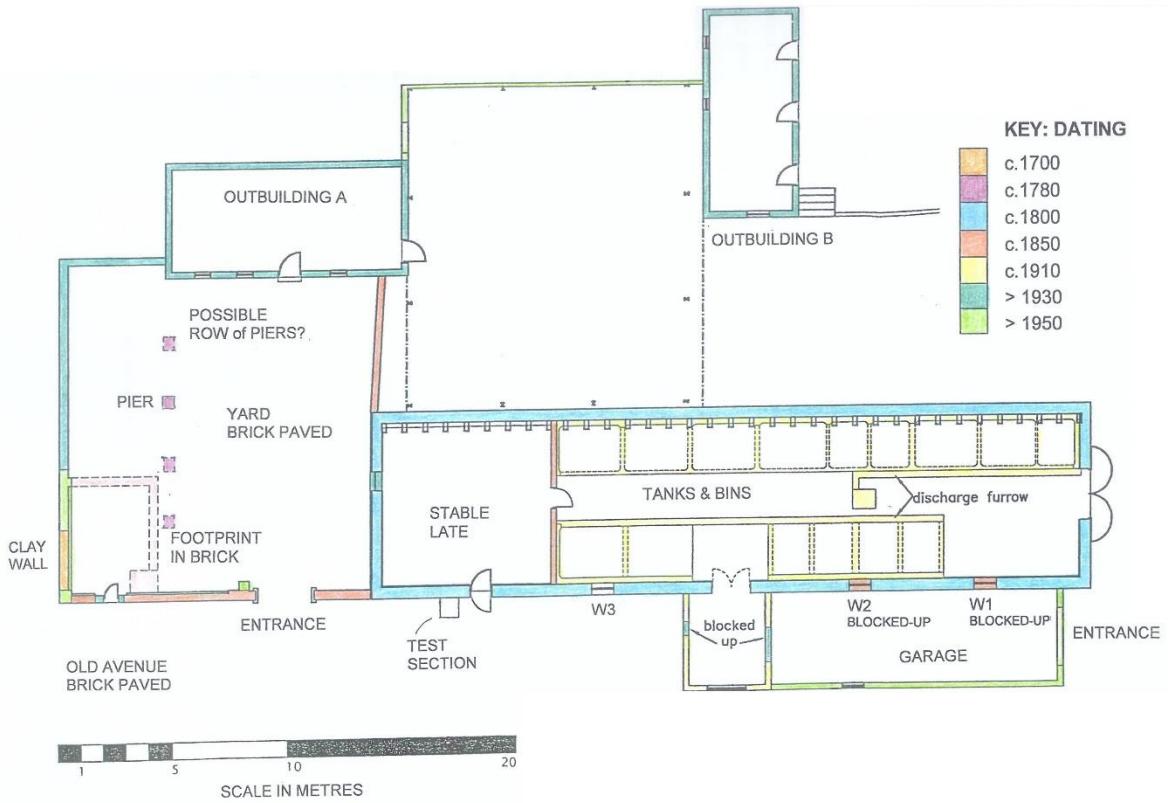 KEY: DATING
c.1700
c.1780
c.1800
c.1850
c.1910
> 1930
> 1950
OUTBUILDING A
OUTBUILDING B
POSSIBLE
ROW of PIERS?
PIER
YARD
BRICK PAVED
FOOTPRINT
IN BRICK
CLAY
WALL
ENTRANCE
OLD AVENUE
BRICK PAVED
STABLE
LATE
TANKS & BINS
discharge furrow
TEST
SECTION
W3
blocked
up
W2
BLOCKED-UP
W1
BLOCKED-UP
GARAGE
ENTRANCE
1
5
10
20
SCALE IN METRES